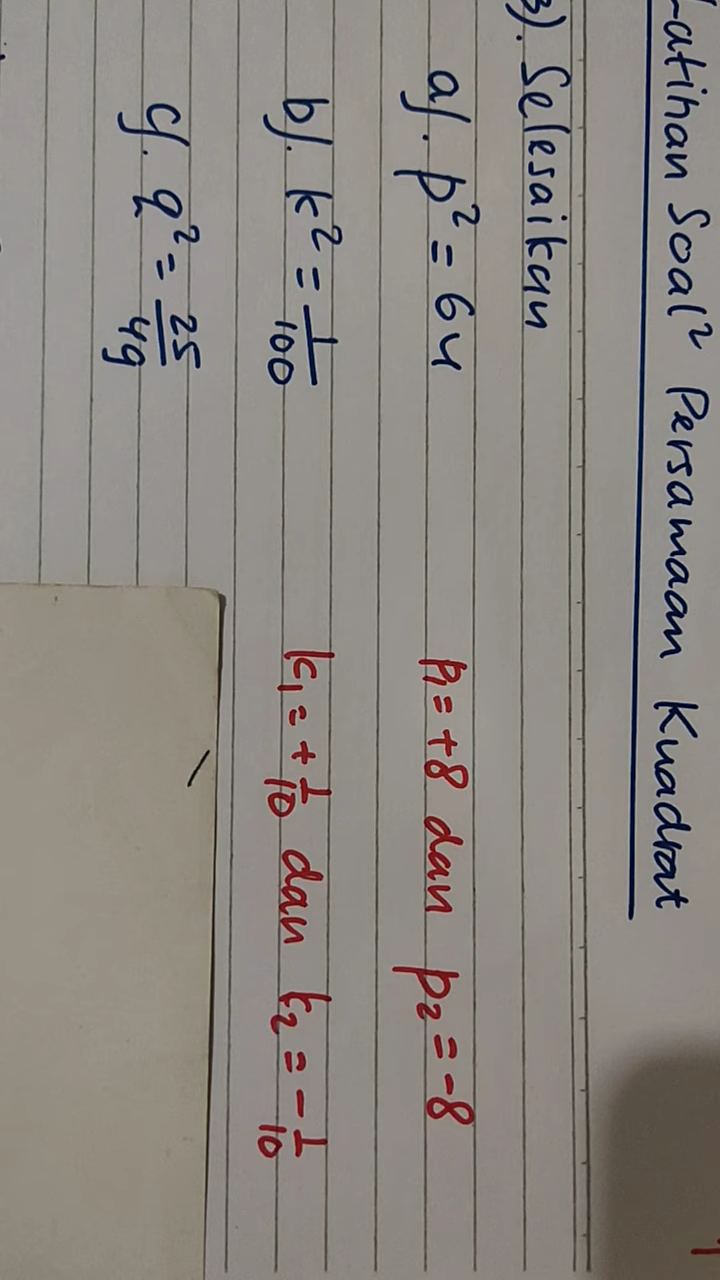 Latihan Soal² Persamaan Kuadrat
3). Selesaikan
a). p² = 64 p₁ = +8 dan p₂ = -8
b). k² = 1/100 k₁ = + 1/10 dan k₂ = - 1/10
c). q² = 25/49